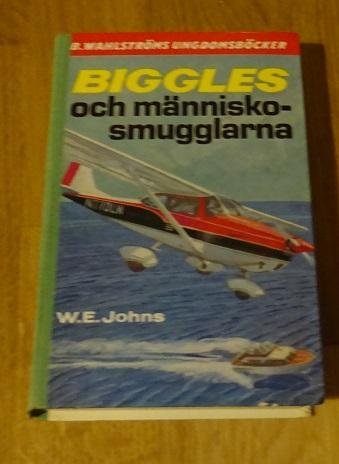 B. WAHLSTRÖMS UNGDOMSBÖCKER
BIGGLES
och människo-
smugglarna
W.E. Johns